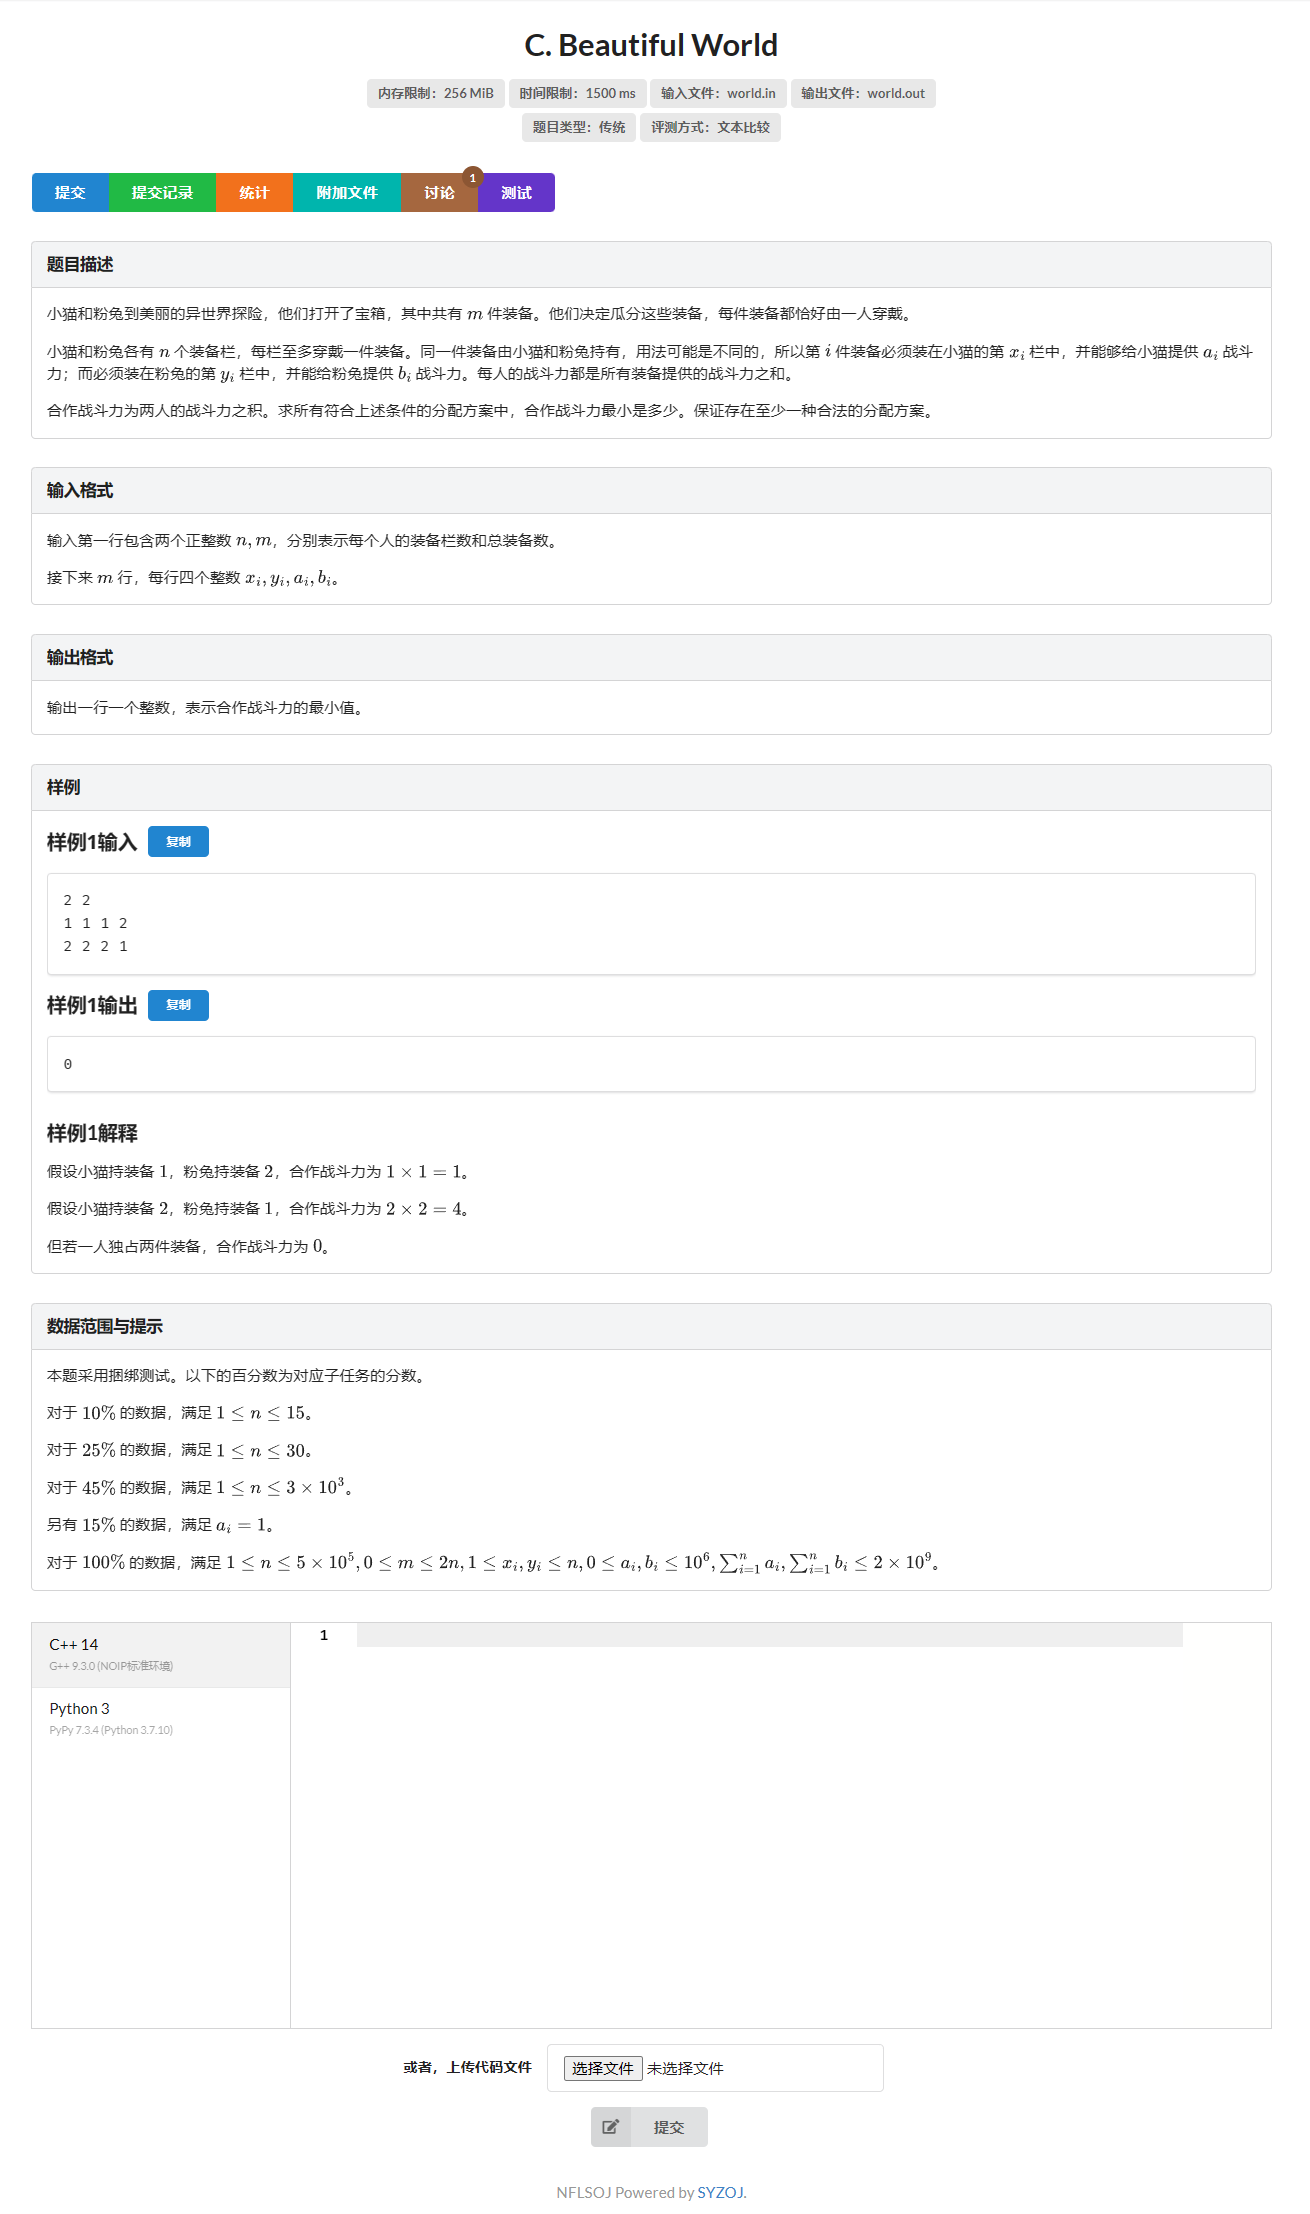 C. Beautiful World
内存限制：256 MiB
时间限制：1500 ms
输入文件：world.in
输出文件：world.out
题目类型：传统
评测方式：文本比较
提交
提交记录
统计
附加文件
讨论
1
测试
题目描述
小猫和粉兔到美丽的异世界探险，他们打开了宝箱，其中共有 m 件装备。他们决定瓜分这些装备，每件装备都恰好由一人穿戴。
小猫和粉兔各有 n 个装备栏，每栏至多穿戴一件装备。同一件装备由小猫和粉兔持有，用法可能是不同的，所以第 i 件装备必须装在小猫的第 x_i 栏中，并能够给小猫提供 a_i 战斗
力；而必须装在粉兔的第 y_i 栏中，并能给粉兔提供 b_i 战斗力。每人的战斗力都是所有装备提供的战斗力之和。
合作战斗力为两人的战斗力之积。求所有符合上述条件的分配方案中，合作战斗力最小是多少。保证存在至少一种合法的分配方案。
输入格式
输入第一行包含两个正整数 n, m，分别表示每个人的装备栏数和总装备数。
接下来 m 行，每行四个整数 x_i, y_i, a_i, b_i。
输出格式
输出一行一个整数，表示合作战斗力的最小值。
样例
样例1输入
复制
2 2
1 1 1 2
2 2 2 1
样例1输出
复制
0
样例1解释
假设小猫持装备 1，粉兔持装备 2，合作战斗力为 1 × 1 = 1。
假设小猫持装备 2，粉兔持装备 1，合作战斗力为 2 × 2 = 4。
但若一人独占两件装备，合作战斗力为 0。
数据范围与提示
本题采用捆绑测试。以下的百分数为对应子任务的分数。
对于 10% 的数据，满足 1 ≤ n ≤ 15。
对于 25% 的数据，满足 1 ≤ n ≤ 30。
对于 45% 的数据，满足 1 ≤ n ≤ 3 × 10^3。
另有 15% 的数据，满足 a_i = 1。
对于 100% 的数据，满足 1 ≤ n ≤ 5 × 10^5, 0 ≤ m ≤ 2n, 1 ≤ x_i, y_i ≤ n, 0 ≤ a_i, b_i ≤ 10^6, ∑_{i=1}^n a_i, ∑_{i=1}^n b_i ≤ 2 × 10^9。
C++ 14
G++ 9.3.0 (NOIP标准环境)
Python 3
PyPy 7.3.4 (Python 3.7.10)
1
或者，上传代码文件
选择文件 未选择文件
提交
NFLSOJ Powered by SYZOJ.